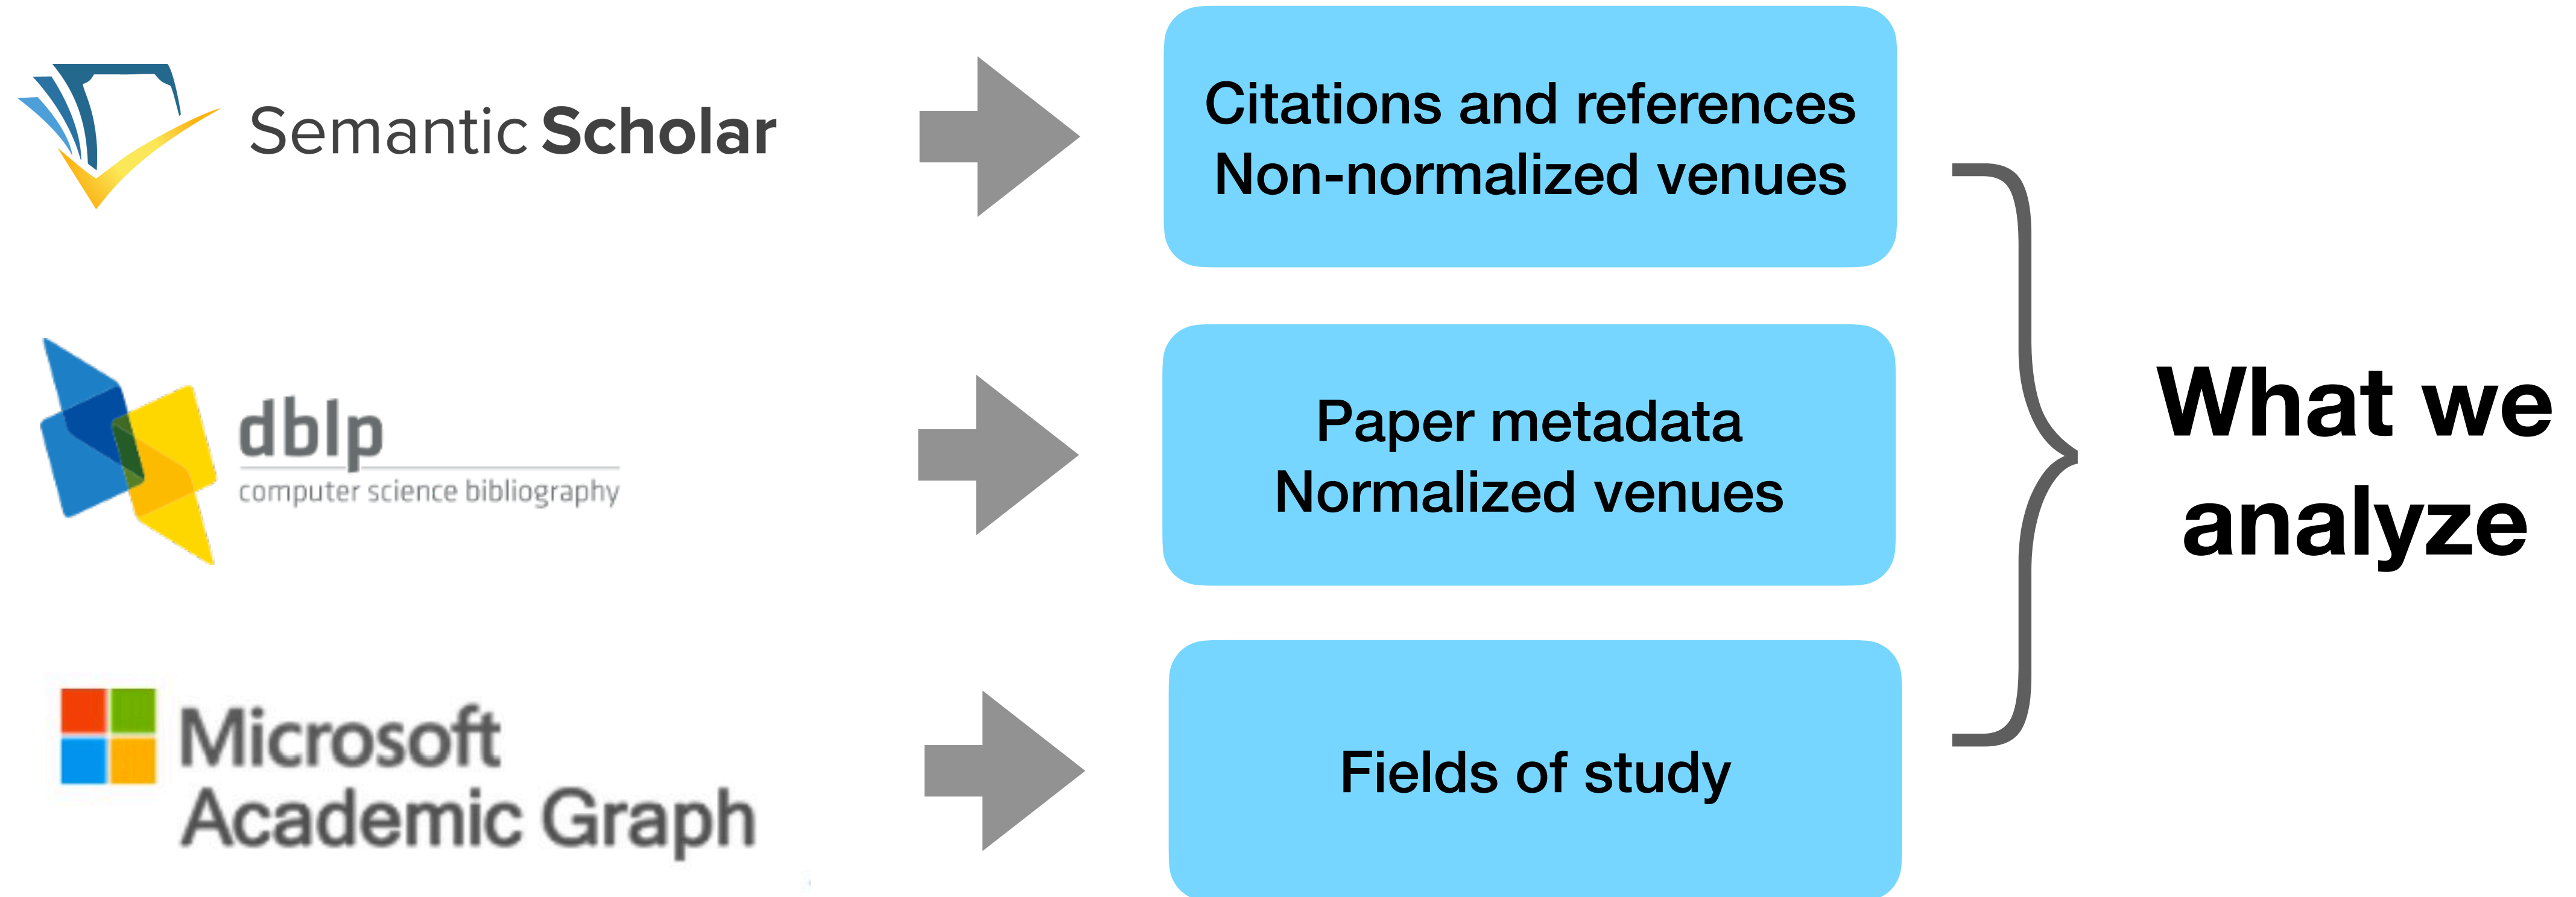 Semantic Scholar
Citations and references
Non-normalized venues
dblp
computer science bibliography
Paper metadata
Normalized venues
Microsoft
Academic Graph
Fields of study
What we
analyze